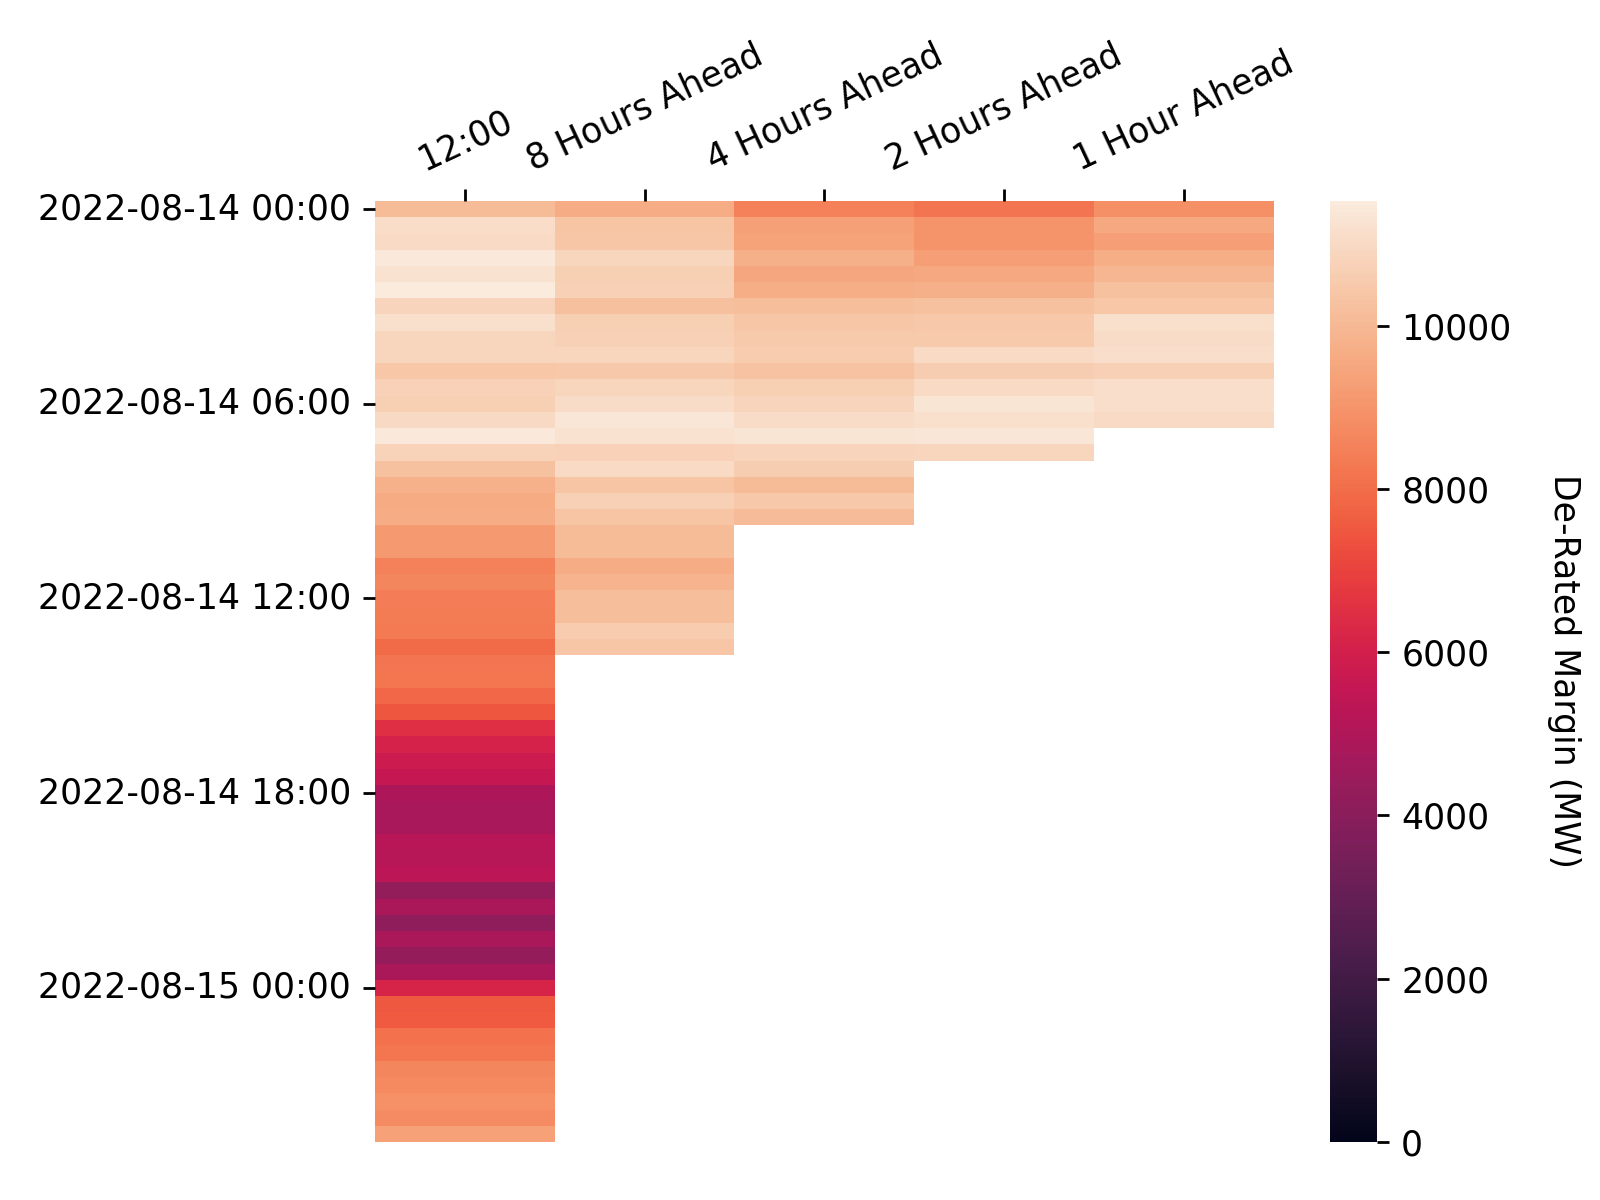 12:00
8 Hours Ahead
4 Hours Ahead
2 Hours Ahead
1 Hour Ahead
2022-08-14 00:00
2022-08-14 06:00
2022-08-14 12:00
2022-08-14 18:00
2022-08-15 00:00
10000
8000
6000
4000
2000
0
De-Rated Margin (MW)